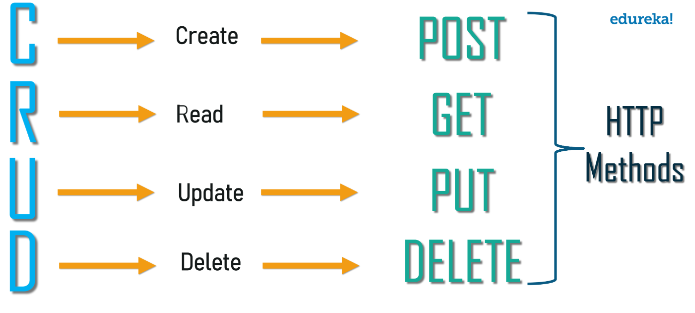 edureka!
C Create POST
R Read GET
U Update PUT
D Delete DELETE
HTTP
Methods